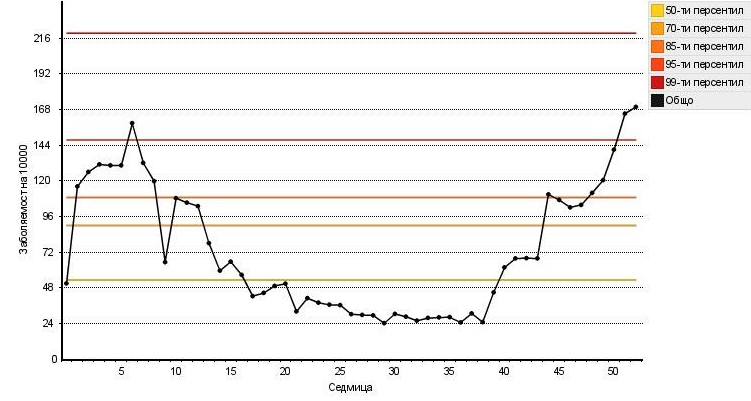 50-ти персентил
70-ти персентил
85-ти персентил
95-ти персентил
99-ти персентил
Общо
Заболяемост на 10000
216
192
168
144
120
96
72
48
24
0
5 10 15 20 25 30 35 40 45 50
Седмица